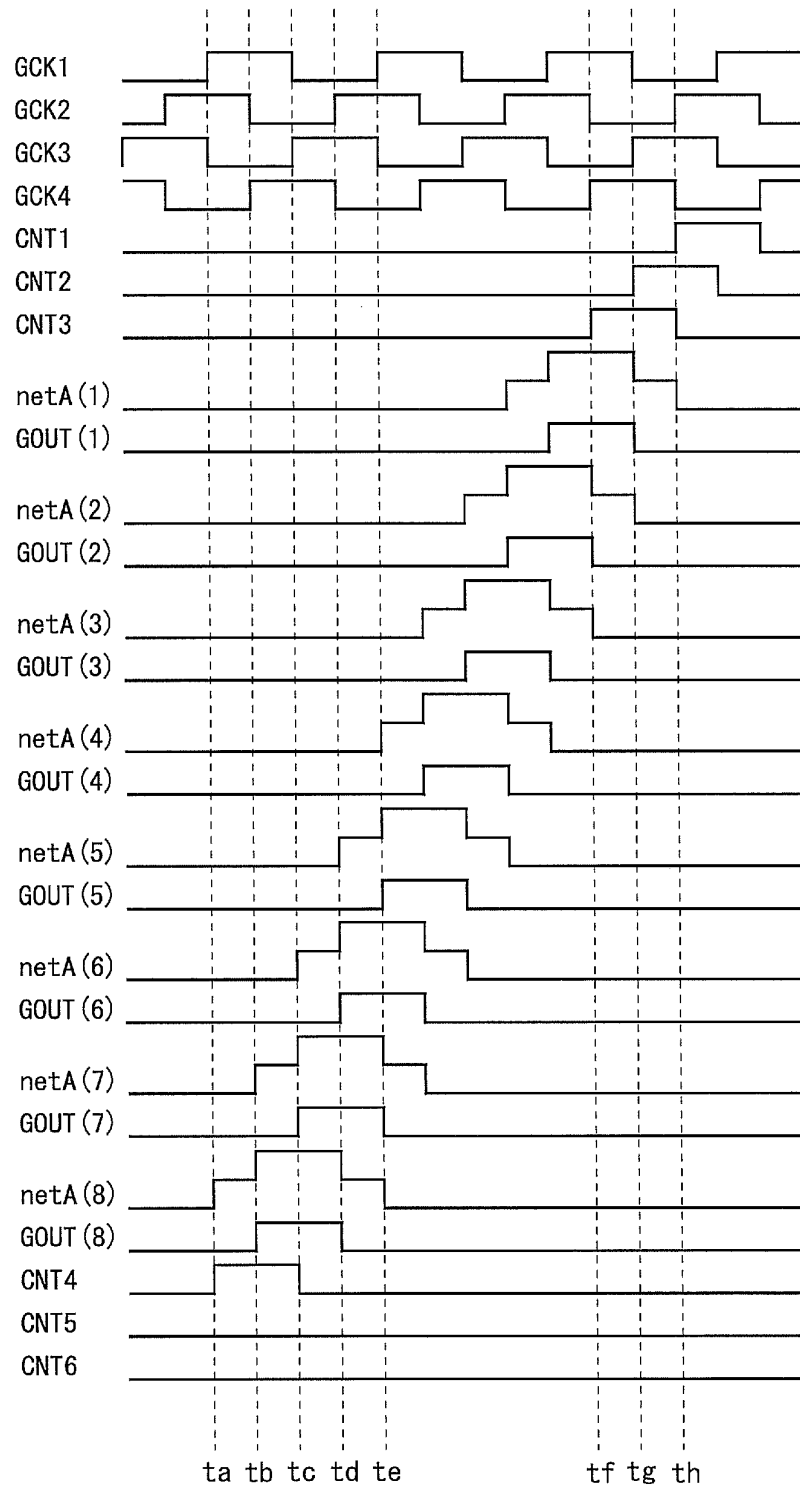 GCK1
GCK2
GCK3
GCK4
CNT1
CNT2
CNT3
netA(1)
GOUT(1)
netA(2)
GOUT(2)
netA(3)
GOUT(3)
netA(4)
GOUT(4)
netA(5)
GOUT(5)
netA(6)
GOUT(6)
netA(7)
GOUT(7)
netA(8)
GOUT(8)
CNT4
CNT5
CNT6
ta tb tc td te tf tg th